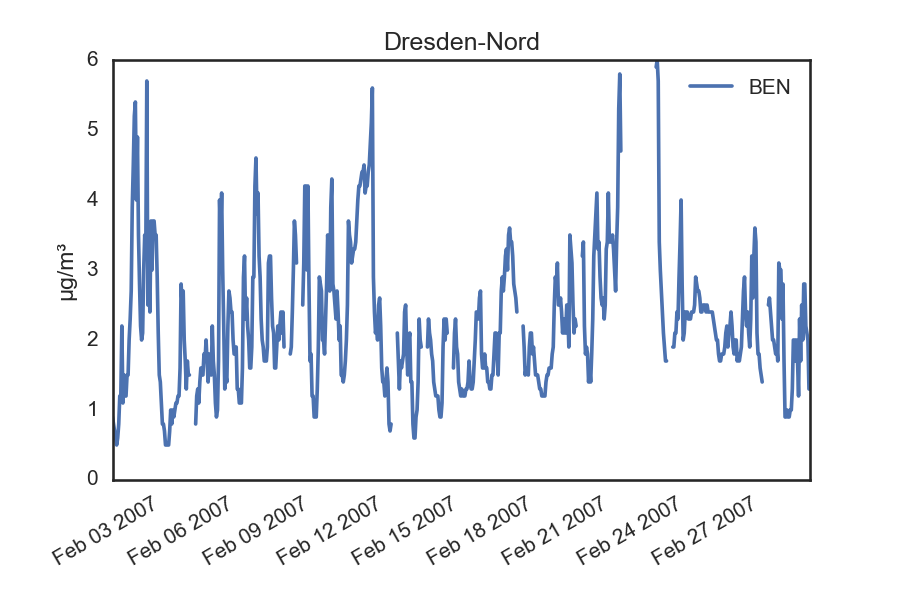 Dresden-Nord
BEN
µg/m³
6
5
4
3
2
1
0
Feb 03 2007
Feb 06 2007
Feb 09 2007
Feb 12 2007
Feb 15 2007
Feb 18 2007
Feb 21 2007
Feb 24 2007
Feb 27 2007